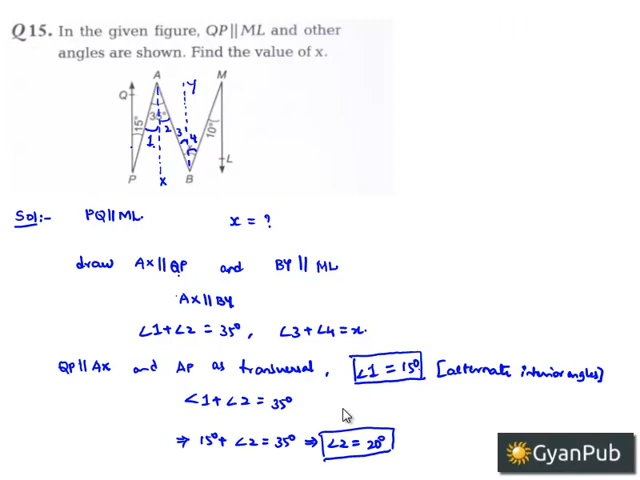 Q15. In the given figure, QP||ML and other
angles are shown. Find the value of x.
A M
Q Y
15° 35° 10°
1 2 3 4
L
P X B
Sol:- PQ||ML. x = ?
draw AX||QP and BY || ML
AX||BY
∠1+∠2 = 35°, ∠3+∠4 = x.
QP||AX and AP as transversal, ∠1 = 15° [alternate interior angles]
∠1+∠2 = 35°
⇒ 15°+∠2 = 35° ⇒ ∠2 = 20°
GyanPub